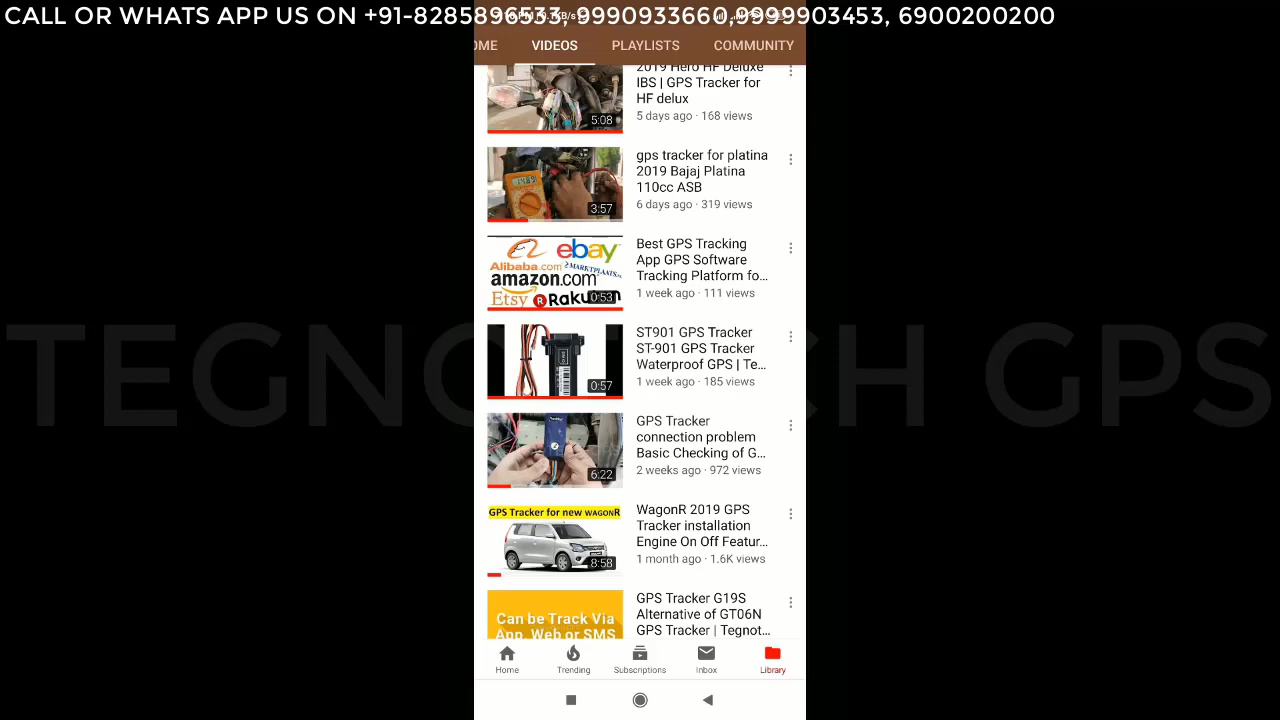 CALL OR WHATS APP US ON +91-8285896533, 9990933660,9999903453, 6900200200
OME VIDEOS PLAYLISTS COMMUNITY
2019 Hero HF Deluxe
IBS | GPS Tracker for
HF delux
5 days ago · 168 views
5:08
gps tracker for platina
2019 Bajaj Platina
110cc ASB
6 days ago · 319 views
3:57
Best GPS Tracking
App GPS Software
Tracking Platform fo...
1 week ago · 111 views
ebay
Alibaba.com
amazon.com
Etsy
0:53
ST901 GPS Tracker
ST-901 GPS Tracker
Waterproof GPS | Te...
1 week ago · 185 views
0:57
GPS Tracker
connection problem
Basic Checking of G...
2 weeks ago · 972 views
6:22
WagonR 2019 GPS
Tracker installation
Engine On Off Featur...
1 month ago · 1.6K views
GPS Tracker for new WAGONR
8:58
GPS Tracker G19S
Alternative of GT06N
GPS Tracker | Tegnot...
Can be Track Via
App, Web or SMS
Home Trending Subscriptions Inbox Library